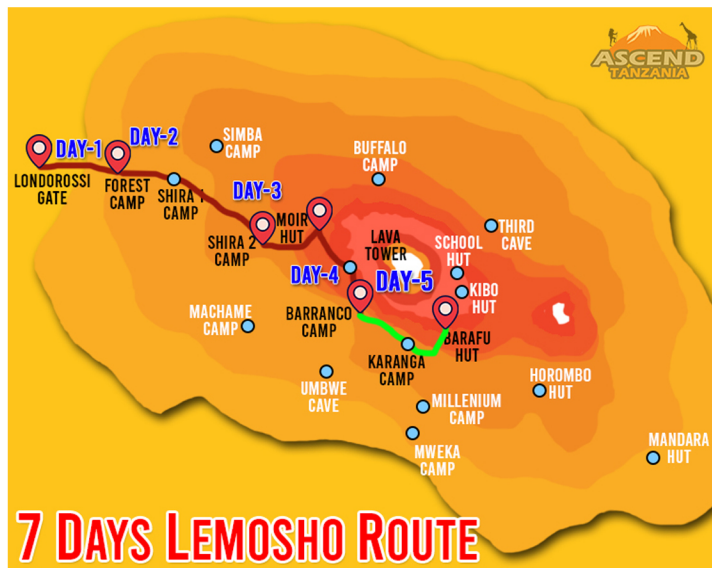 ASCEND
TANZANIA
SIMBA
CAMP
BUFFALO
CAMP
DAY-1
DAY-2
LONDOROSSI
GATE
FOREST
CAMP
SHIRA 1
CAMP
DAY-3
MOIR
HUT
SHIRA 2
CAMP
LAVA
TOWER
THIRD
CAVE
SCHOOL
HUT
DAY-4
DAY-5
KIBO
HUT
MACHAME
CAMP
BARRANCO
CAMP
BARAFU
HUT
KARANGA
CAMP
UMBWE
CAVE
HOROMBO
HUT
MILLENIUM
CAMP
MWEKA
CAMP
MANDARA
HUT
7 DAYS LEMOSHO ROUTE